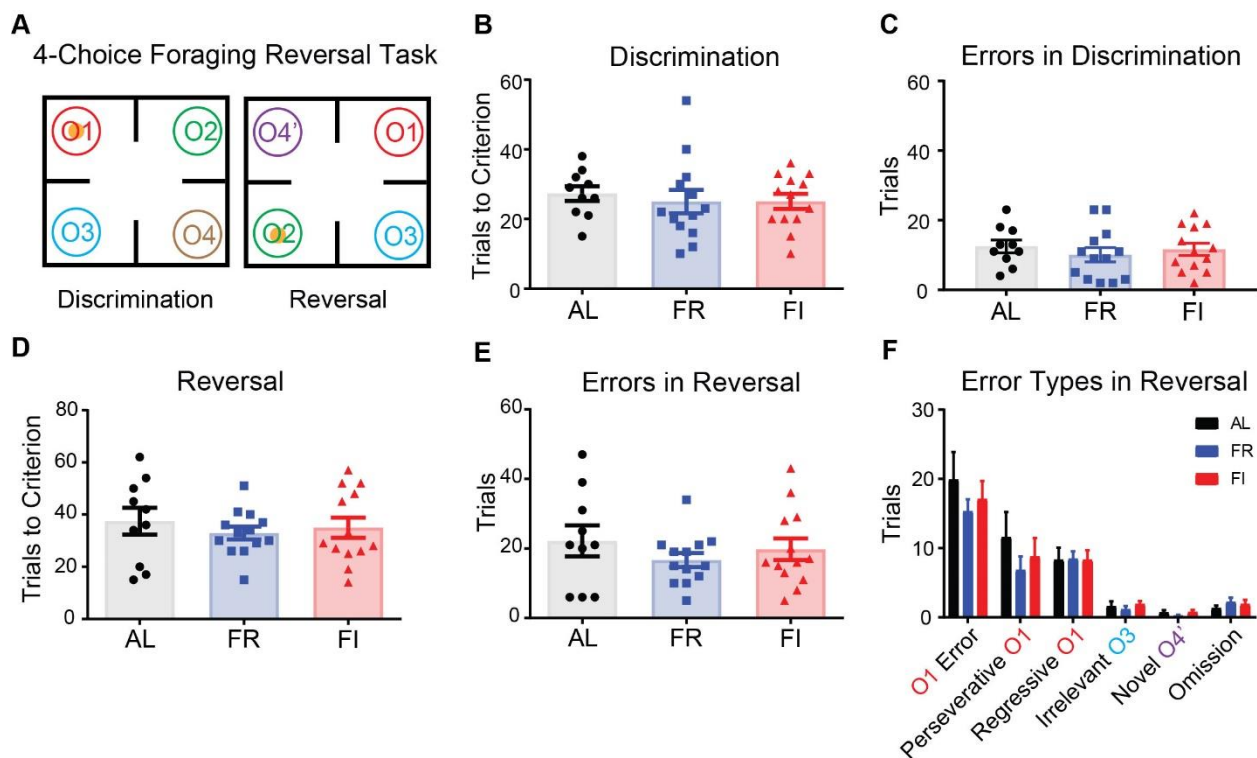 A
4-Choice Foraging Reversal Task
O1 O2 O4' O1
O3 O4 O2 O3
Discrimination Reversal
B
Discrimination
Trials to Criterion
60
40
20
0
AL FR FI
C
Errors in Discrimination
Trials
60
40
20
0
AL FR FI
D
Reversal
Trials to Criterion
80
60
40
20
0
AL FR FI
E
Errors in Reversal
Trials
60
40
20
0
AL FR FI
F
Error Types in Reversal
Trials
30
20
10
0
AL
FR
FI
O1 Error
Perseverative O1
Regressive O1
Irrelevant O3
Novel O4'
Omission